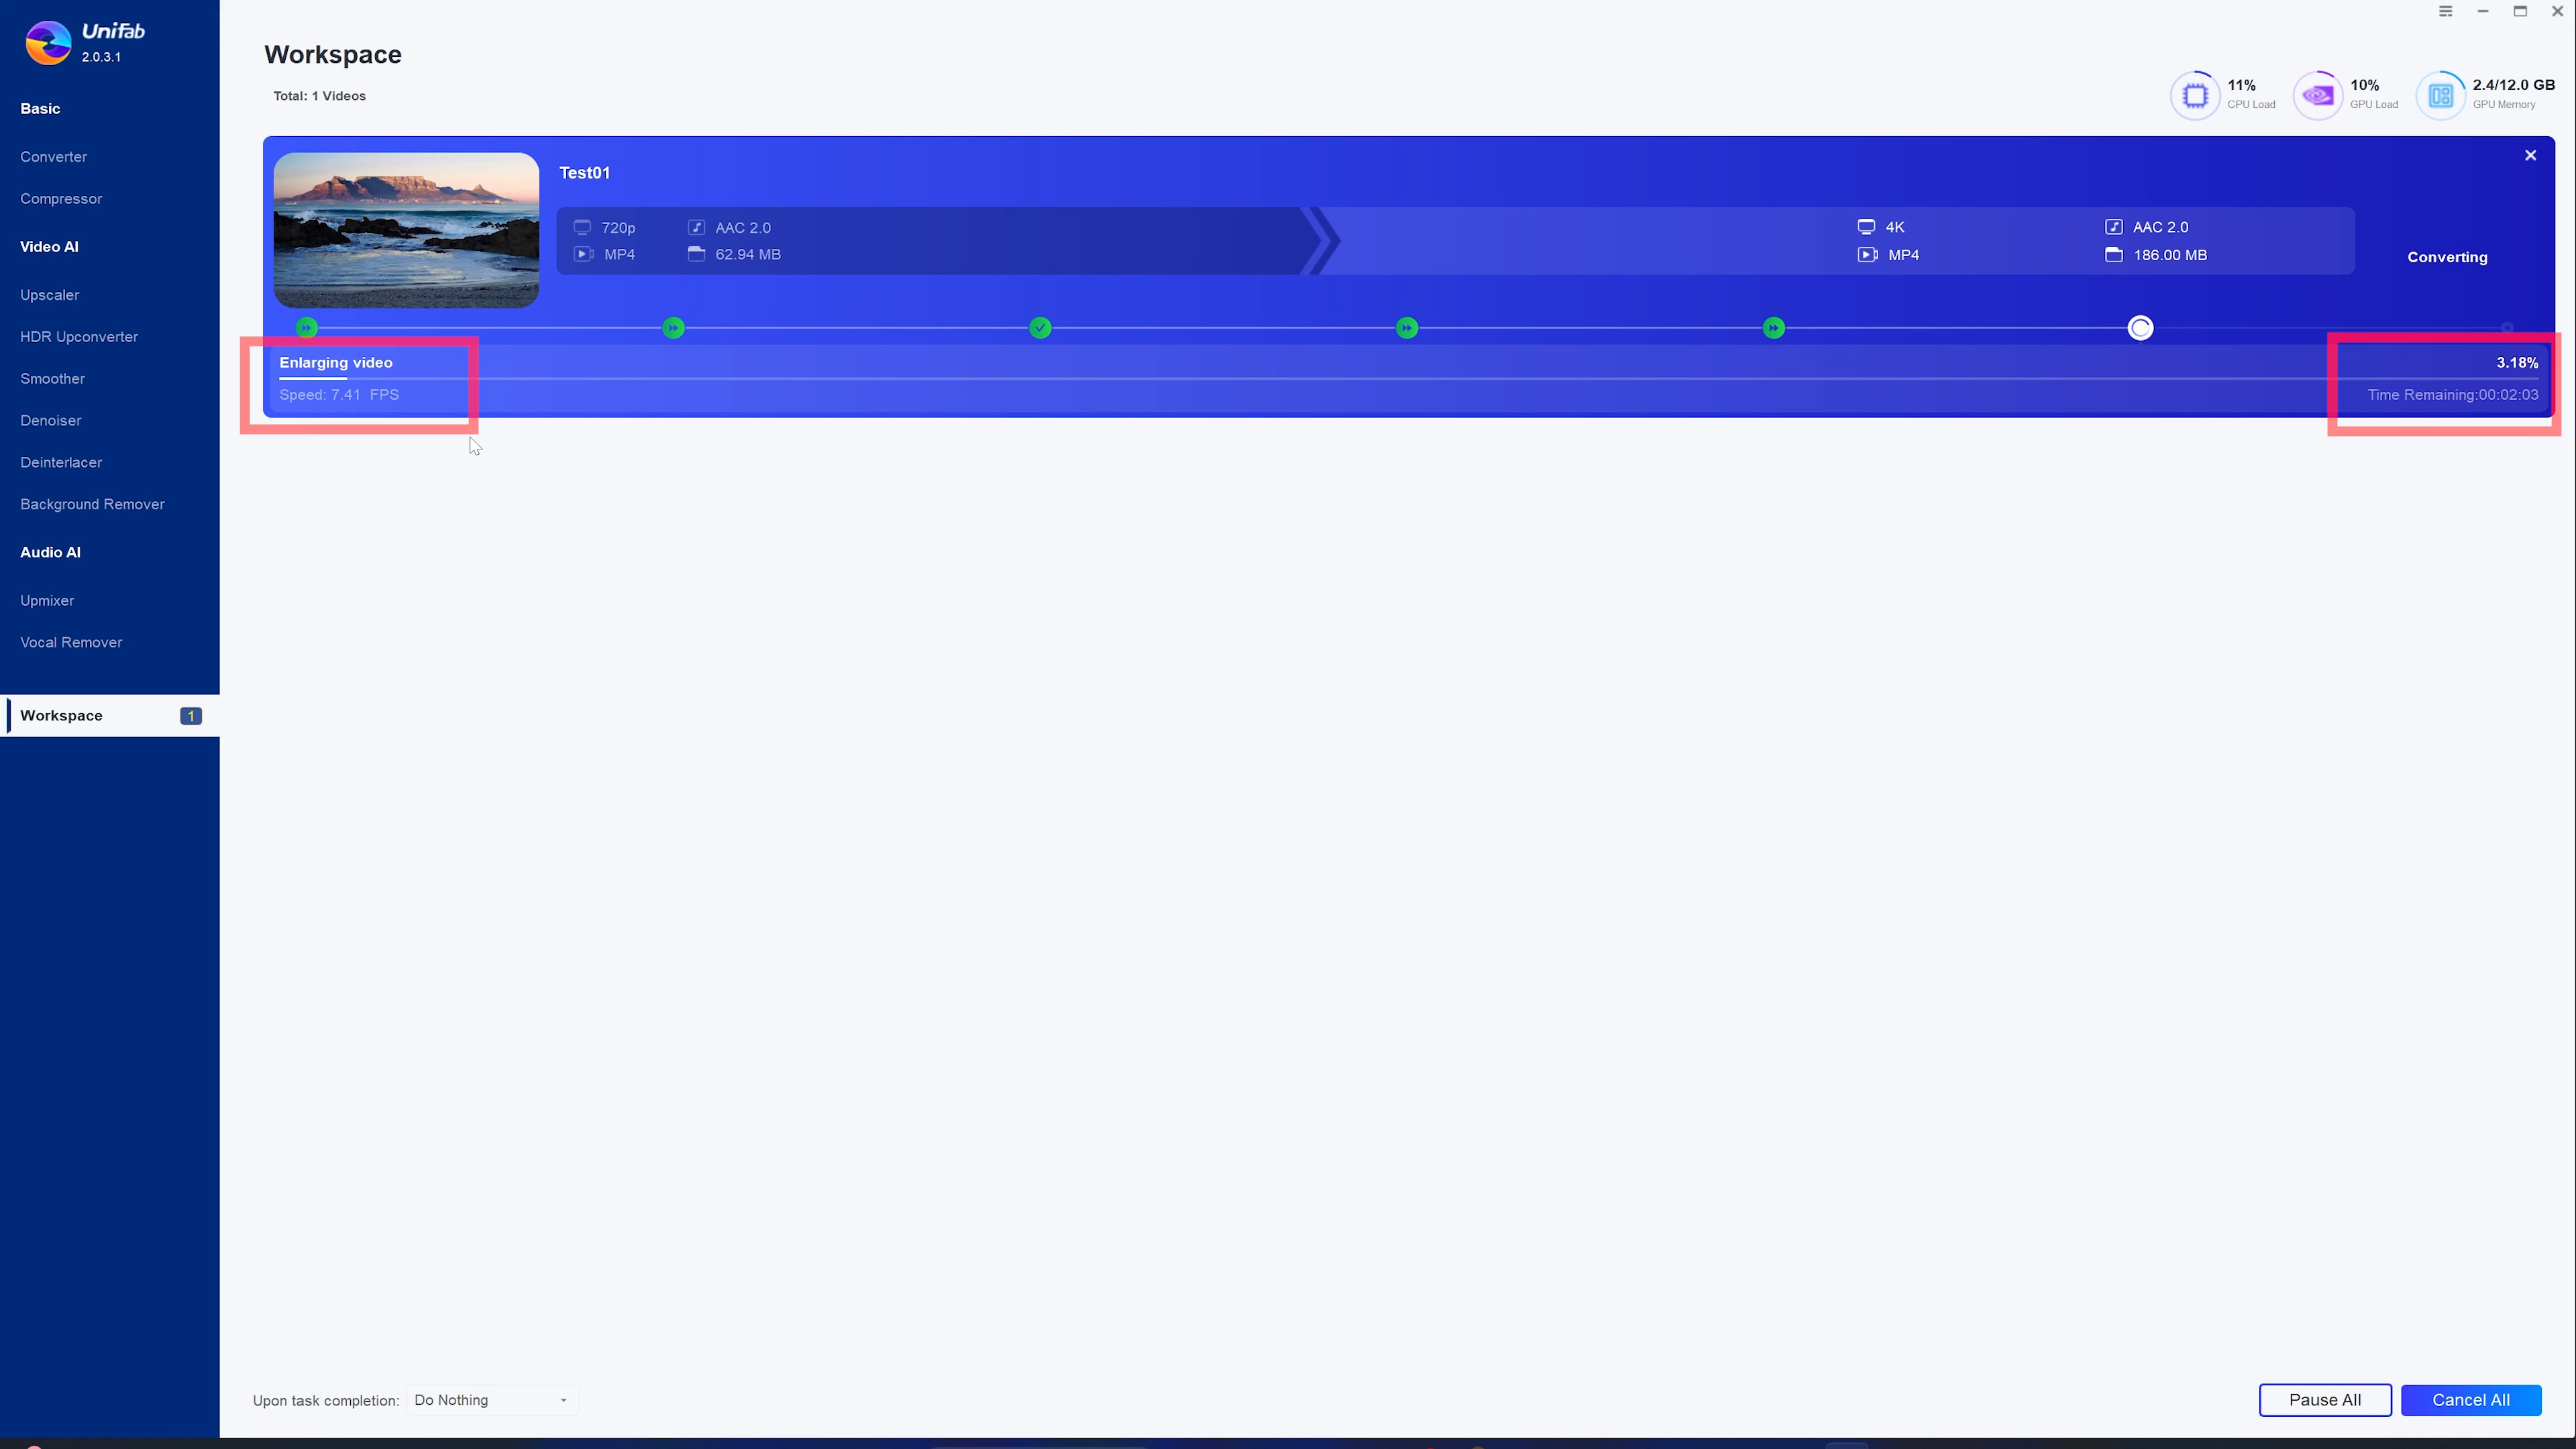 Unifab
2.0.3.1
Basic
Converter
Compressor
Video AI
Upscaler
HDR Upconverter
Smoother
Denoiser
Deinterlacer
Background Remover
Audio AI
Upmixer
Vocal Remover
Workspace 1
Workspace
Total: 1 Videos
11%
CPU Load
10%
GPU Load
2.4/12.0 GB
GPU Memory
Test01
720p AAC 2.0
MP4 62.94 MB
4K AAC 2.0
MP4 186.00 MB
Converting
Enlarging video 3.18%
Speed: 7.41 FPS Time Remaining:00:02:03
Upon task completion: Do Nothing
Pause All Cancel All